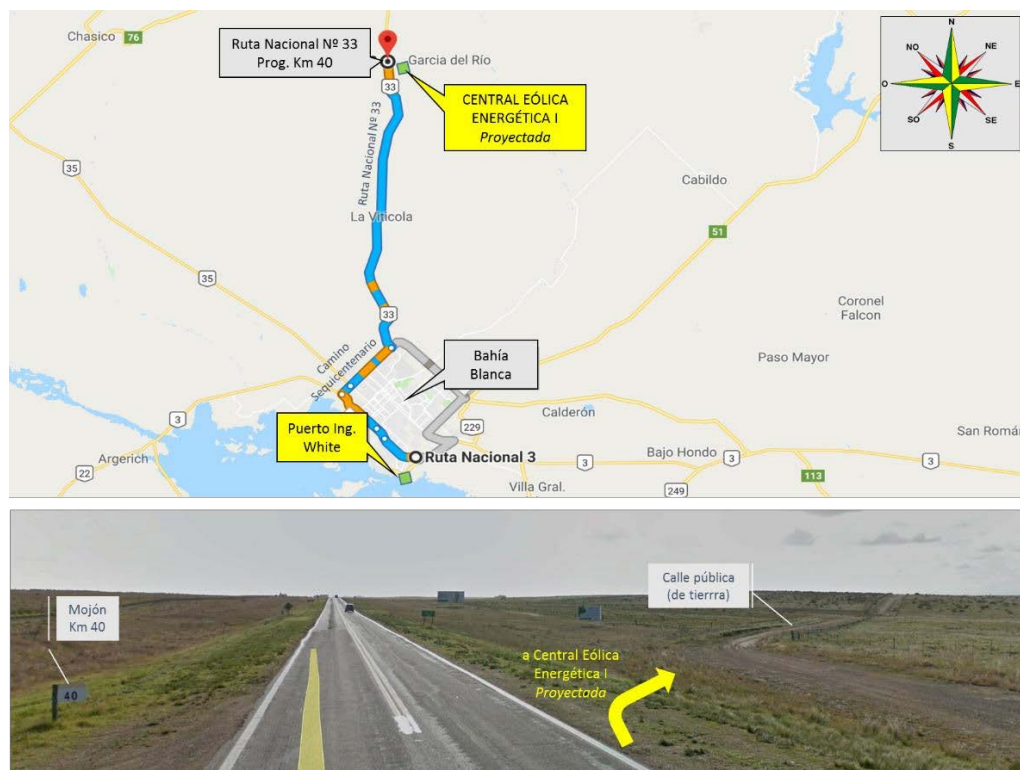 Chasico
76
Ruta Nacional Nº 33
Prog. Km 40
Garcia del Río
33
CENTRAL EÓLICA
ENERGÉTICA I
Proyectada
N
NO
NE
O
E
SO
SE
S
Ruta Nacional Nº 33
35
La Viticola
Cabildo
51
35
33
Coronel
Falcon
Camino
Sequicentenario
Bahía
Blanca
Paso Mayor
3
Puerto Ing.
White
229
Calderón
Ruta Nacional 3
San Román
Argerich
22
3
Bajo Hondo
3
3
Villa Gral.
249
113
Mojón
Km 40
40
Calle pública
(de tierrra)
a Central Eólica
Energética I
Proyectada